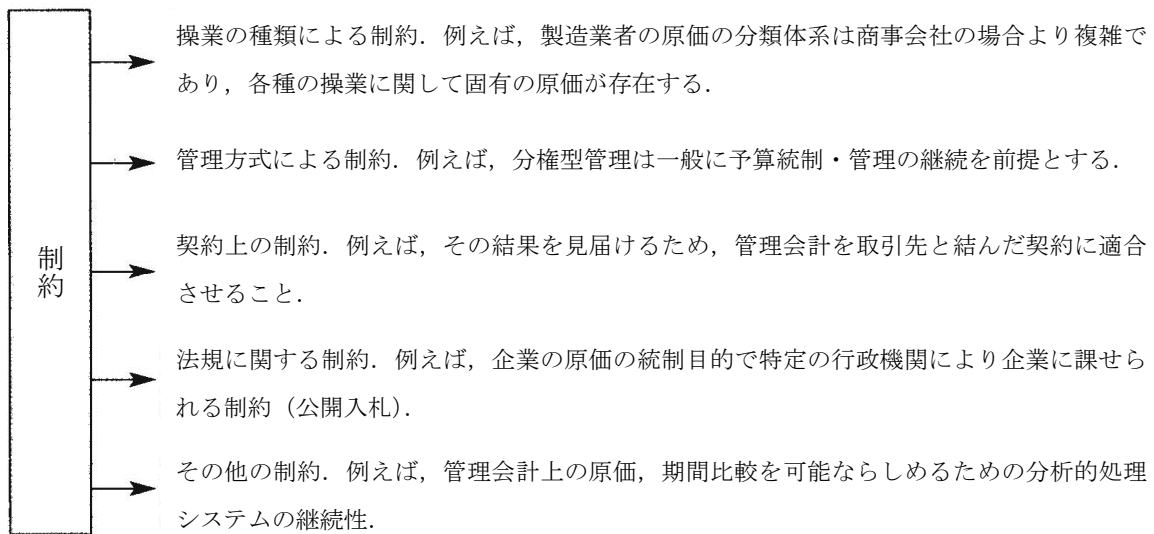 制約
操業の種類による制約．例えば，製造業者の原価の分類体系は商事会社の場合より複雑で
あり，各種の操業に関して固有の原価が存在する．
管理方式による制約．例えば，分権型管理は一般に予算統制・管理の継続を前提とする．
契約上の制約．例えば，その結果を見届けるため，管理会計を取引先と結んだ契約に適合
させること．
法規に関する制約．例えば，企業の原価の統制目的で特定の行政機関により企業に課せら
れる制約（公開入札）．
その他の制約．例えば，管理会計上の原価，期間比較を可能ならしめるための分析的処理
システムの継続性．